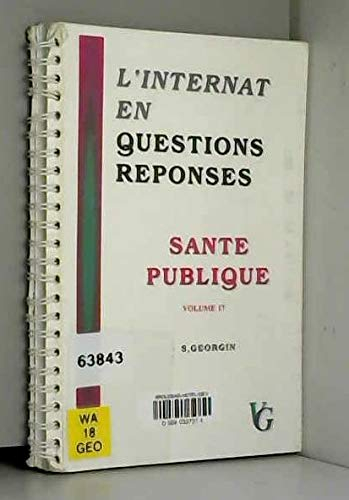 L'INTERNAT
EN
QUESTIONS
REPONSES
SANTE
PUBLIQUE
VOLUME 17
S. GEORGIN
63843
WA
18
GEO
VG